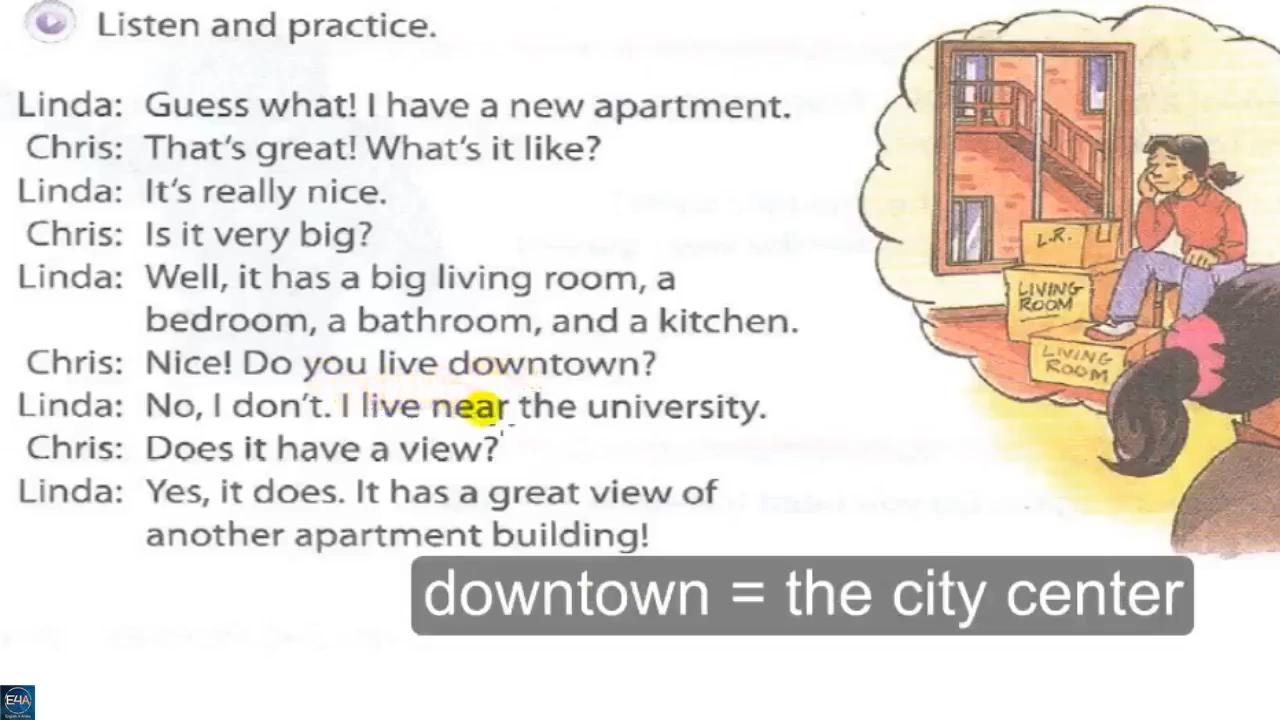 Listen and practice.
Linda: Guess what! I have a new apartment.
Chris: That's great! What's it like?
Linda: It's really nice.
Chris: Is it very big?
Linda: Well, it has a big living room, a
bedroom, a bathroom, and a kitchen.
Chris: Nice! Do you live downtown?
Linda: No, I don't. I live near the university.
Chris: Does it have a view?
Linda: Yes, it does. It has a great view of
another apartment building!
L.R.
LIVING
ROOM
LIVING
ROOM
downtown = the city center
E4A